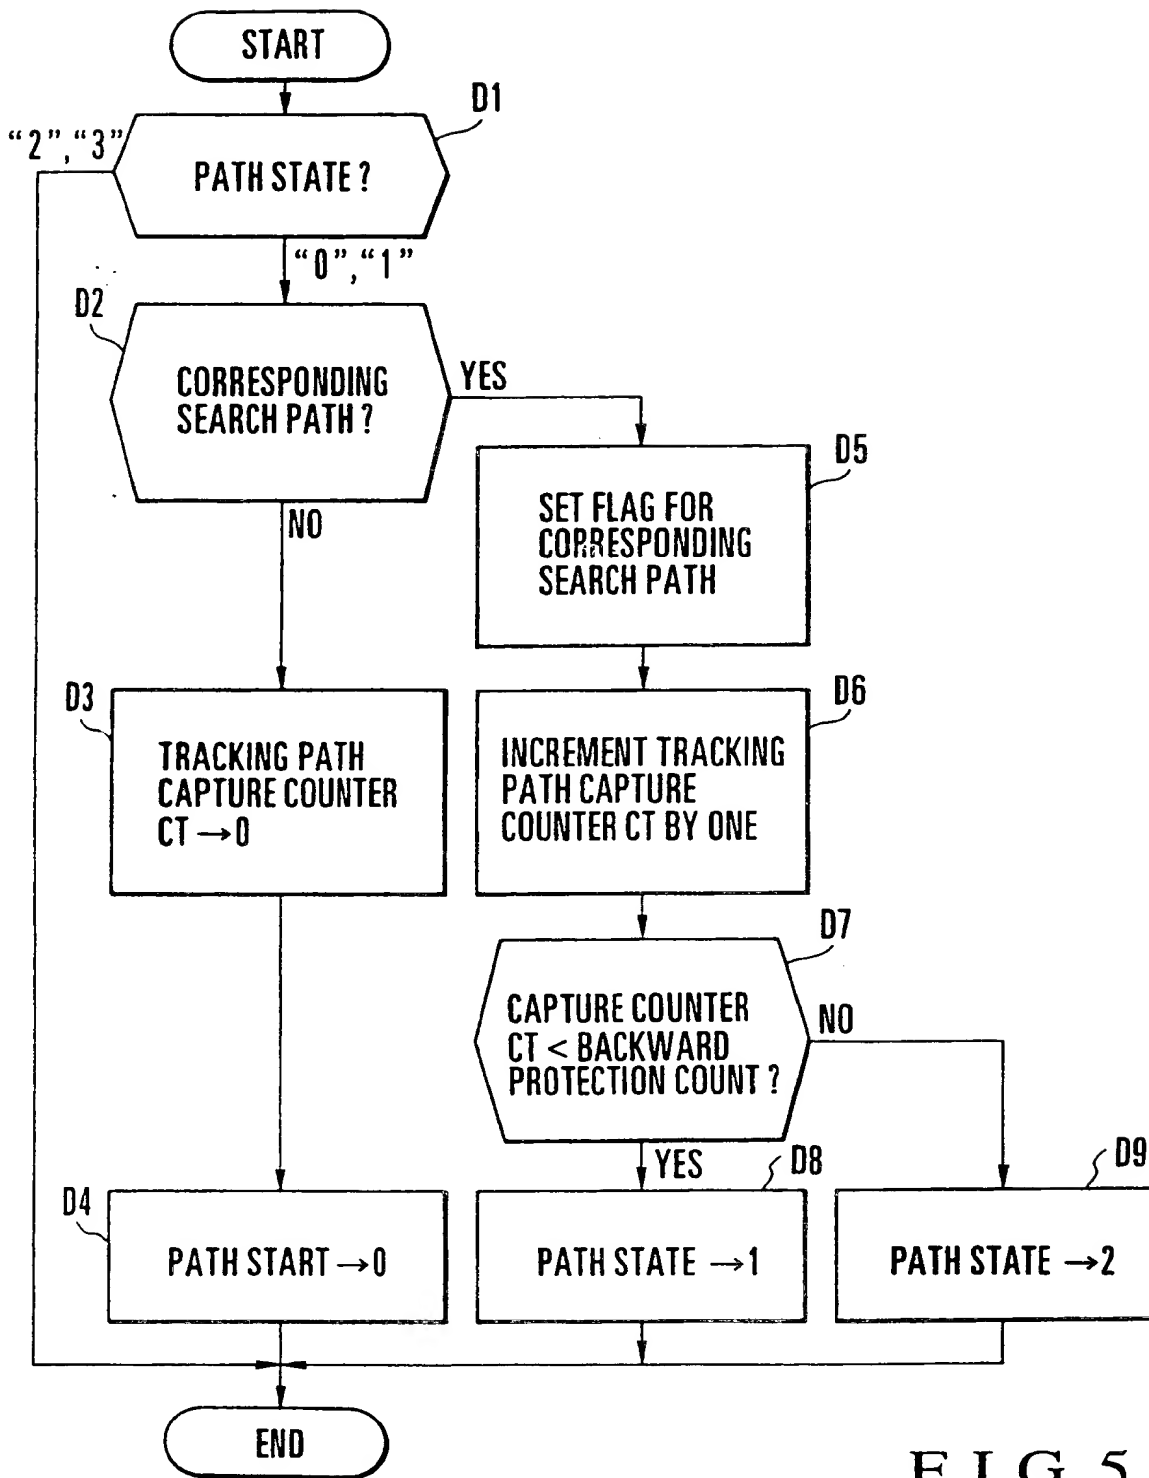 START
D1
"2","3"
PATH STATE ?
"0","1"
D2
CORRESPONDING
SEARCH PATH ?
YES
NO
D5
SET FLAG FOR
CORRESPONDING
SEARCH PATH
D3
TRACKING PATH
CAPTURE COUNTER
CT →0
D6
INCREMENT TRACKING
PATH CAPTURE
COUNTER CT BY ONE
D7
CAPTURE COUNTER
CT < BACKWARD
PROTECTION COUNT ?
NO
YES
D4
PATH START →0
D8
PATH STATE →1
D9
PATH STATE →2
END
FIG.5